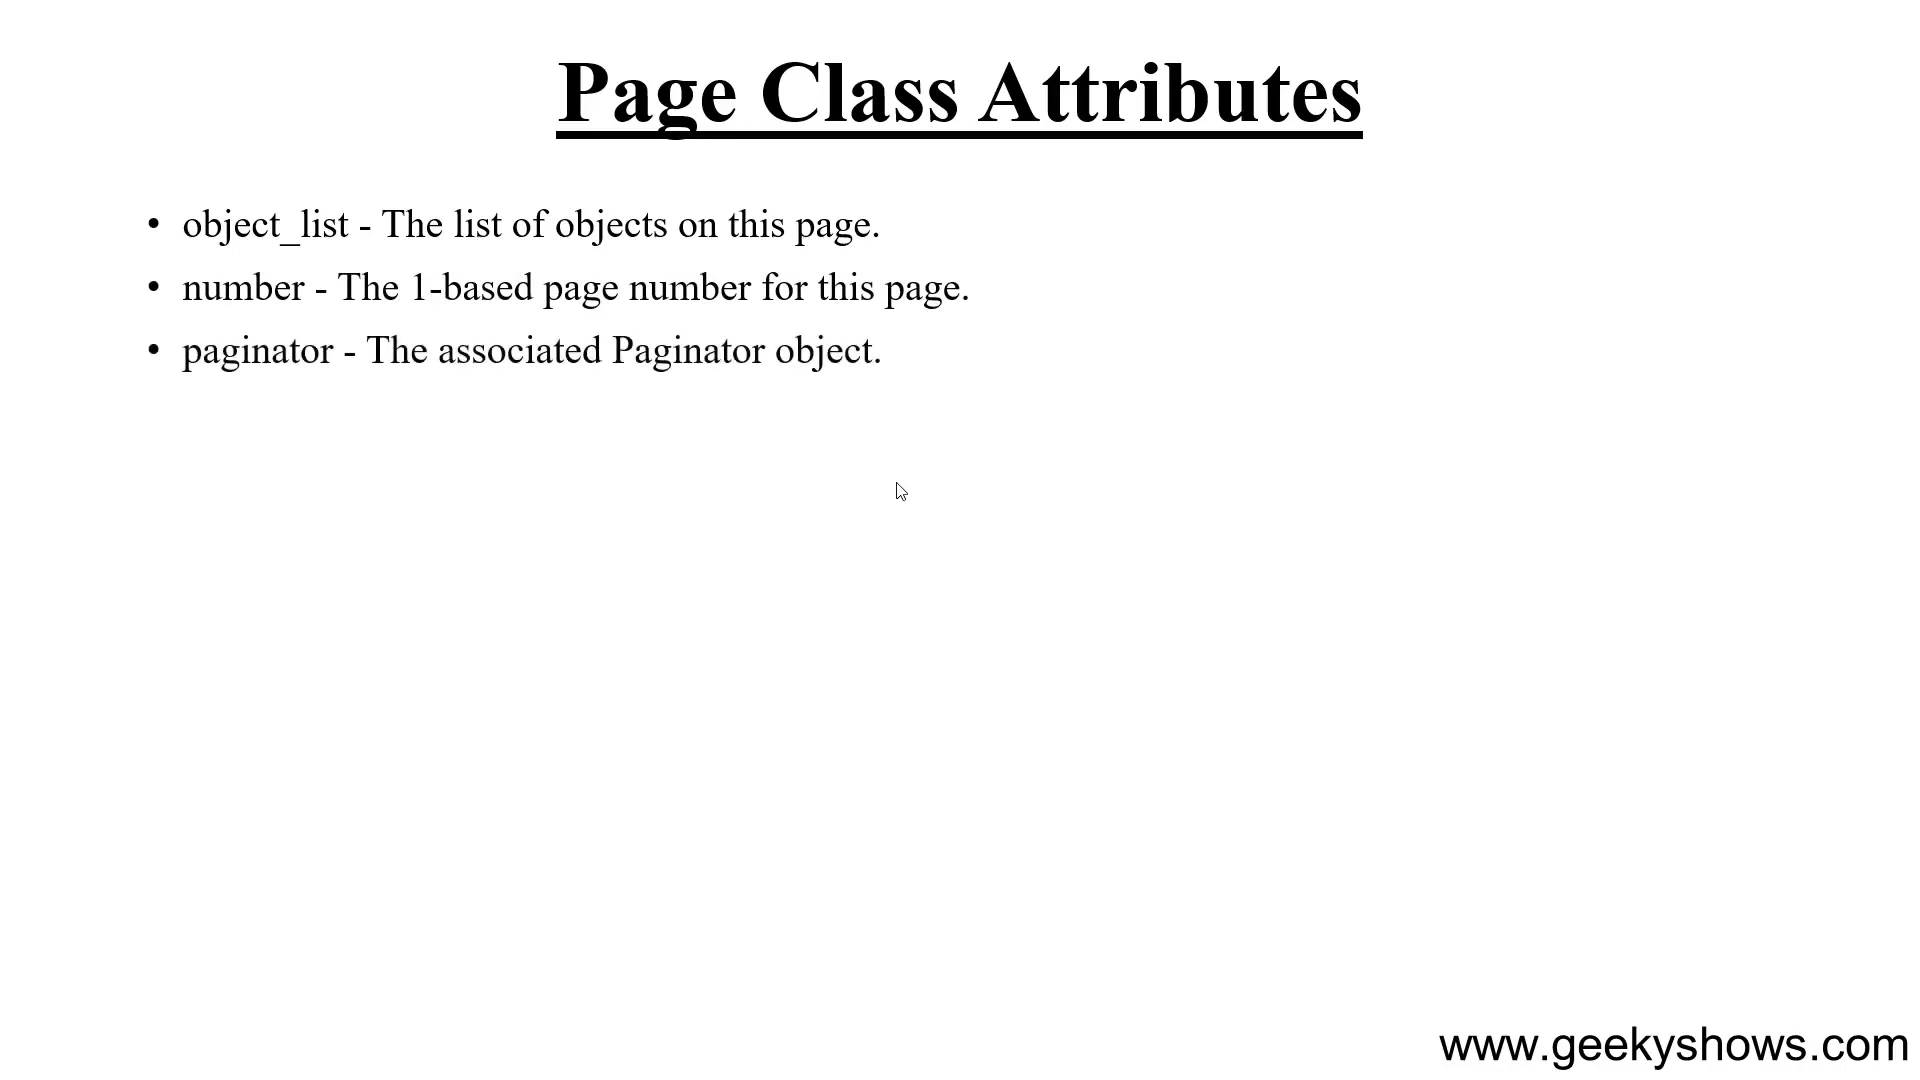 Page Class Attributes
• object_list - The list of objects on this page.
• number - The 1-based page number for this page.
• paginator - The associated Paginator object.
www.geekyshows.com